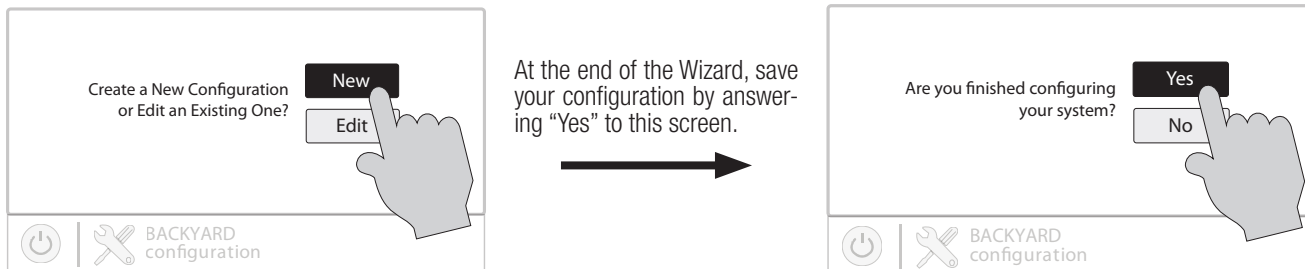 Create a New Configuration
or Edit an Existing One?
New
Edit
BACKYARD
configuration
At the end of the Wizard, save
your configuration by answer-
ing “Yes” to this screen.
Are you finished configuring
your system?
Yes
No
BACKYARD
configuration